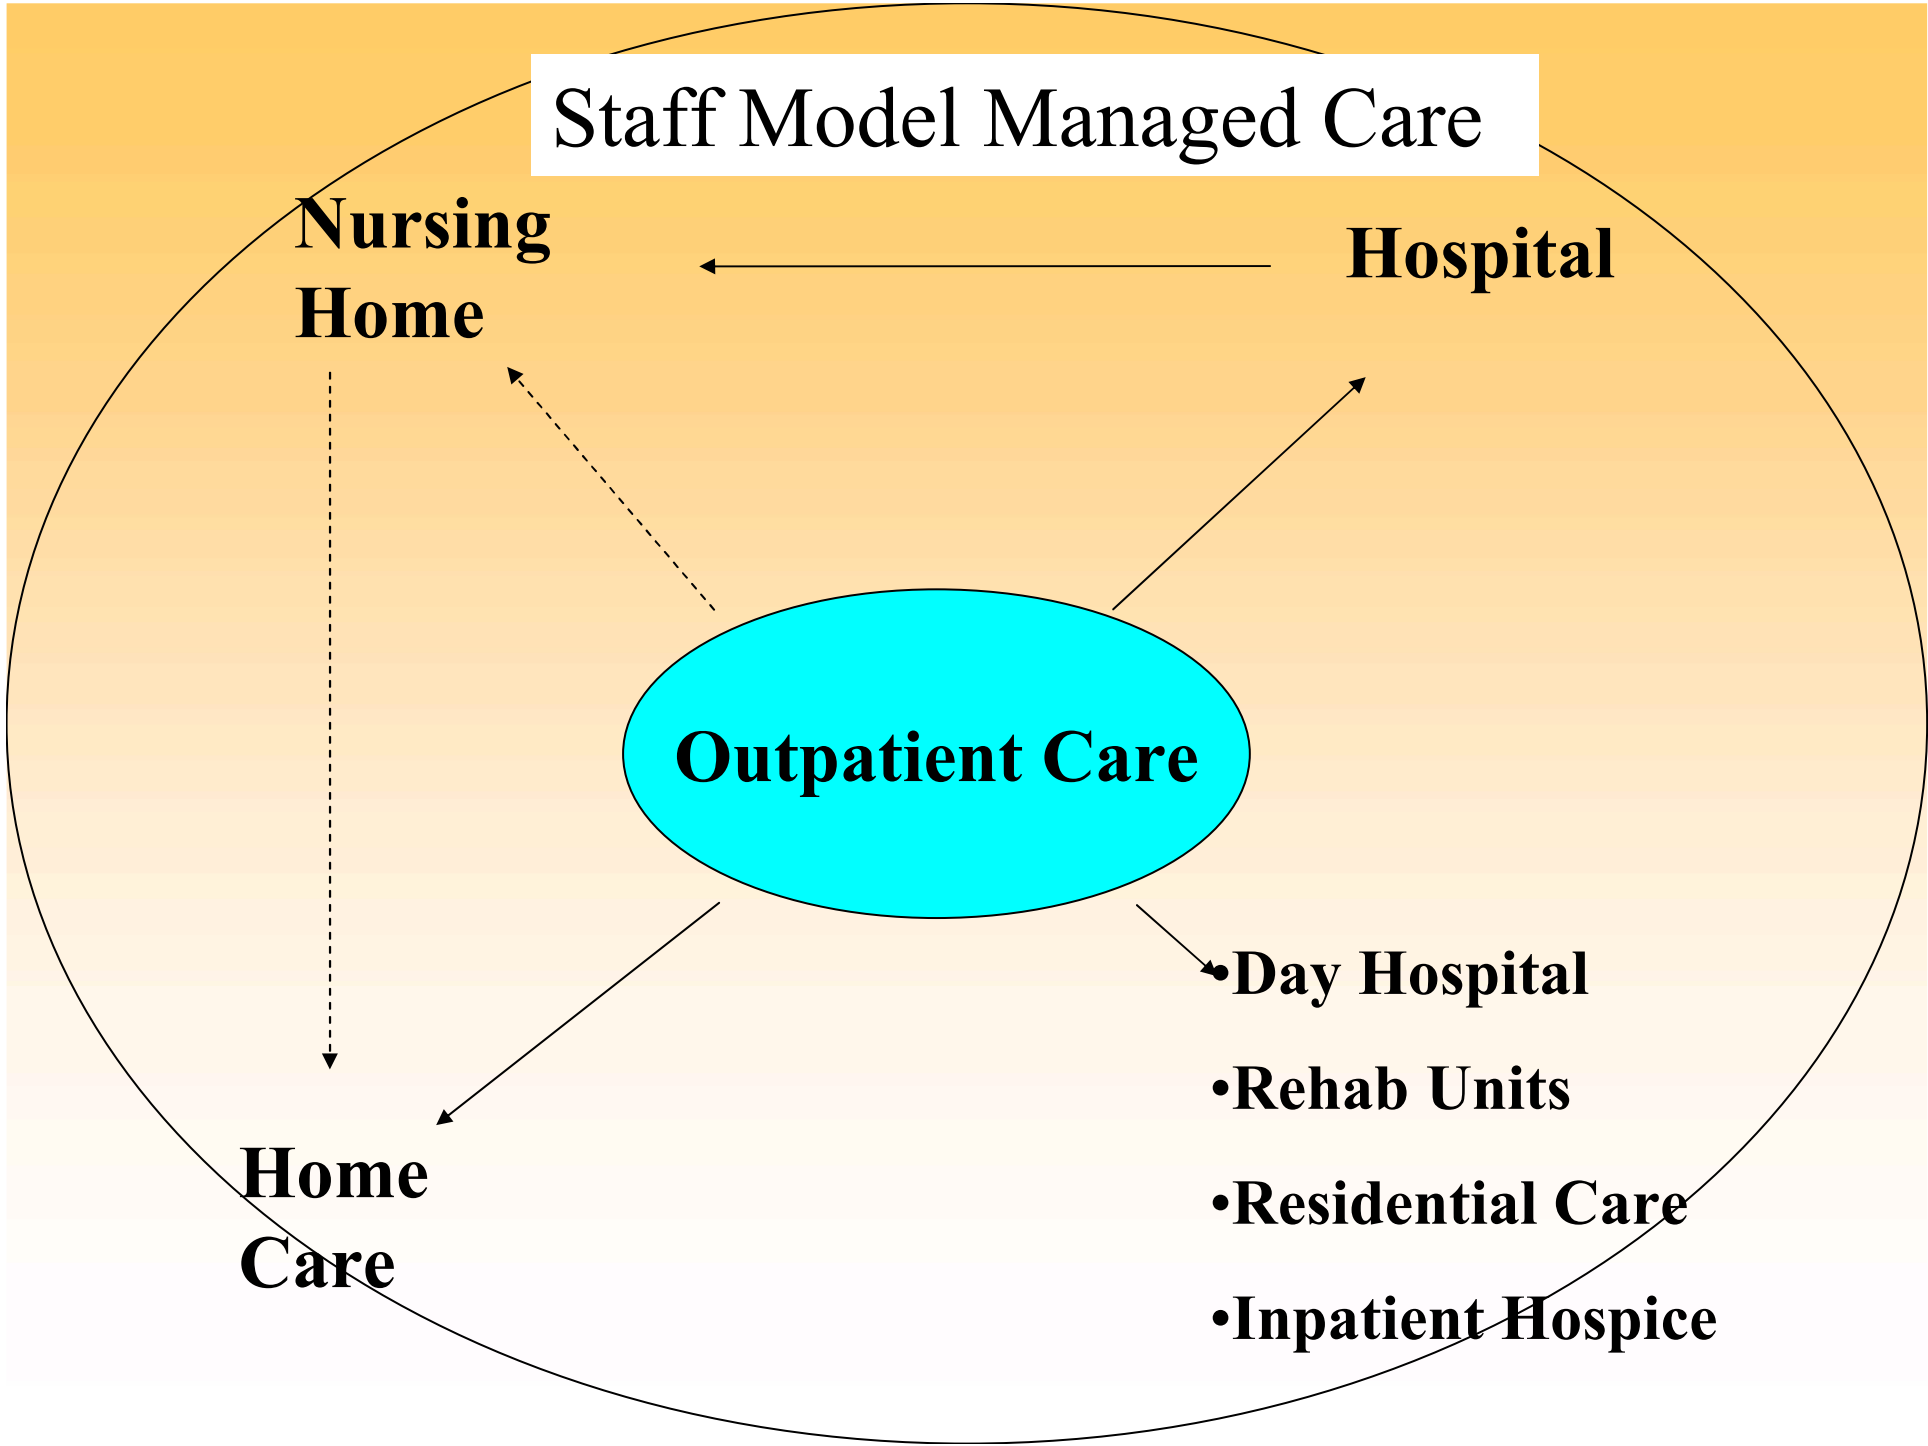 Staff Model Managed Care
Nursing
Home
Hospital
Outpatient Care
•Day Hospital
•Rehab Units
•Residential Care
•Inpatient Hospice
Home
Care